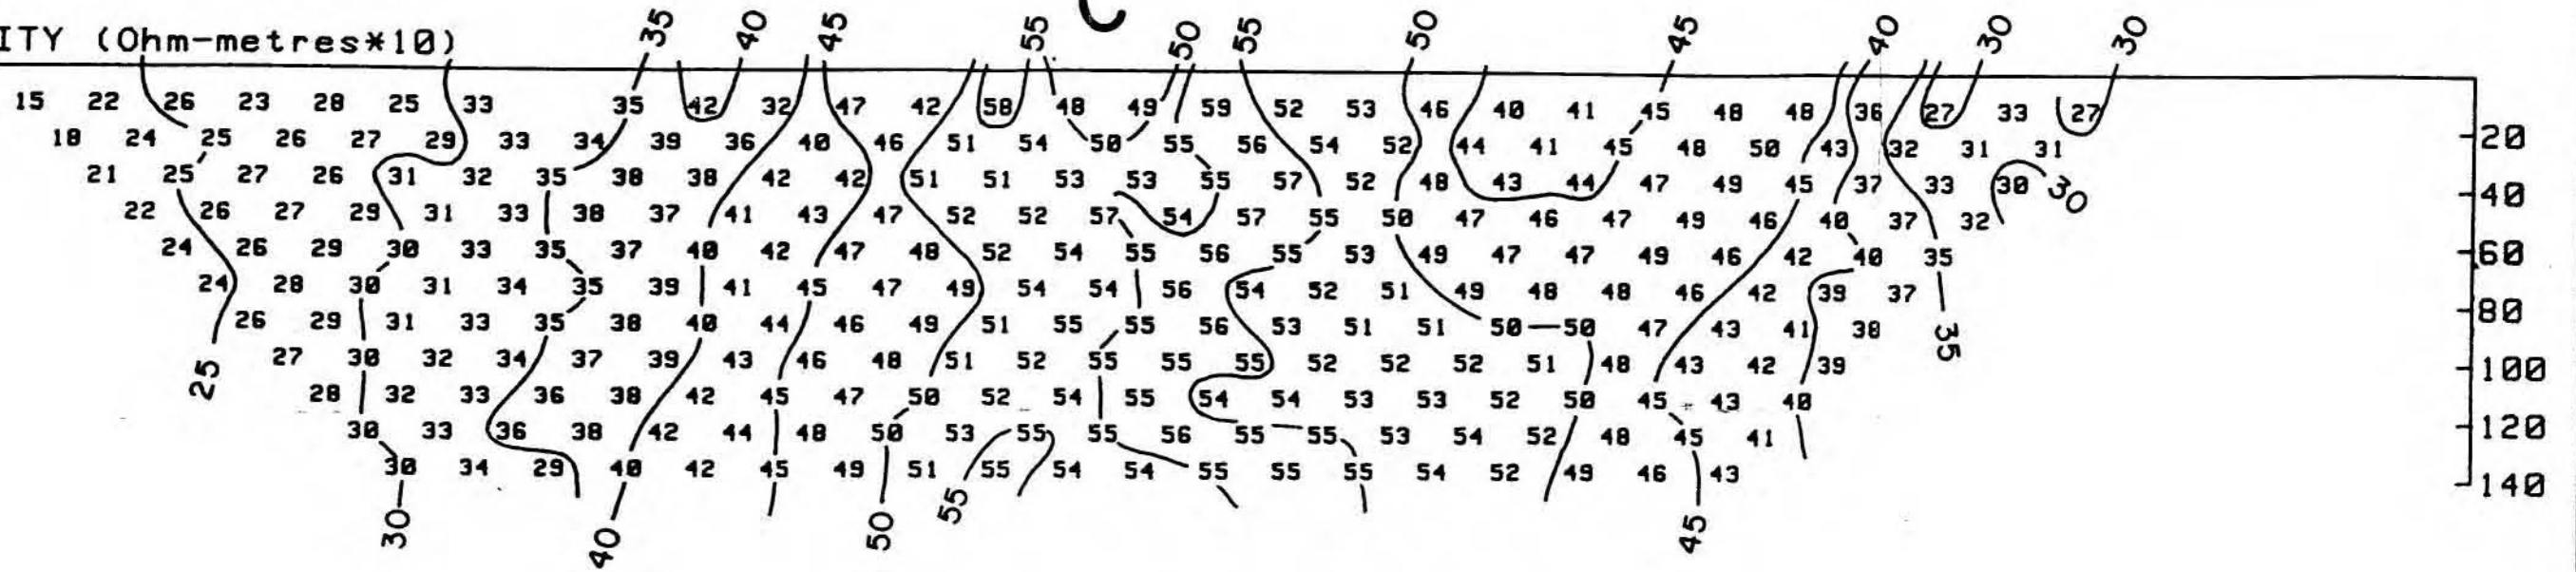 C
35 40 45 55 50 55 50 45 40 30 30
ITY (Ohm-metres*10)
15 22 26 23 28 25 33 35 42 32 47 42 58 48 49 59 52 53 46 40 41 45 48 48 36 27 33 27
18 24 25 26 27 29 33 34 39 36 40 46 51 54 50 55 56 54 52 44 41 45 48 50 43 32 31 31
20
21 25 27 26 31 32 35 38 38 42 42 51 51 53 53 55 57 52 48 43 44 47 49 45 37 33 30 30
40
22 26 27 29 31 33 38 37 41 43 47 52 52 57 54 57 55 50 47 46 47 49 46 40 37 32
24 26 29 30 33 35 37 40 42 47 48 52 54 55 56 55 53 49 47 47 49 46 42 40 35
60
24 28 30 31 34 35 39 41 45 47 49 54 54 56 54 52 51 49 48 48 46 42 39 37
26 29 31 33 35 38 40 44 46 49 51 55 55 56 53 51 51 50 50 47 43 41 38
80
35
27 30 32 34 37 39 43 46 48 51 52 55 55 55 52 52 52 51 48 43 42 39
100
25
28 32 33 36 38 42 45 47 50 52 54 55 54 54 53 53 52 50 45 43 40
30 33 36 38 42 44 48 50 53 55 55 56 55 55 53 54 52 48 45 41
120
30 34 29 40 42 45 49 51 55 54 54 55 55 55 54 52 49 46 43
140
30 40 50 55 45